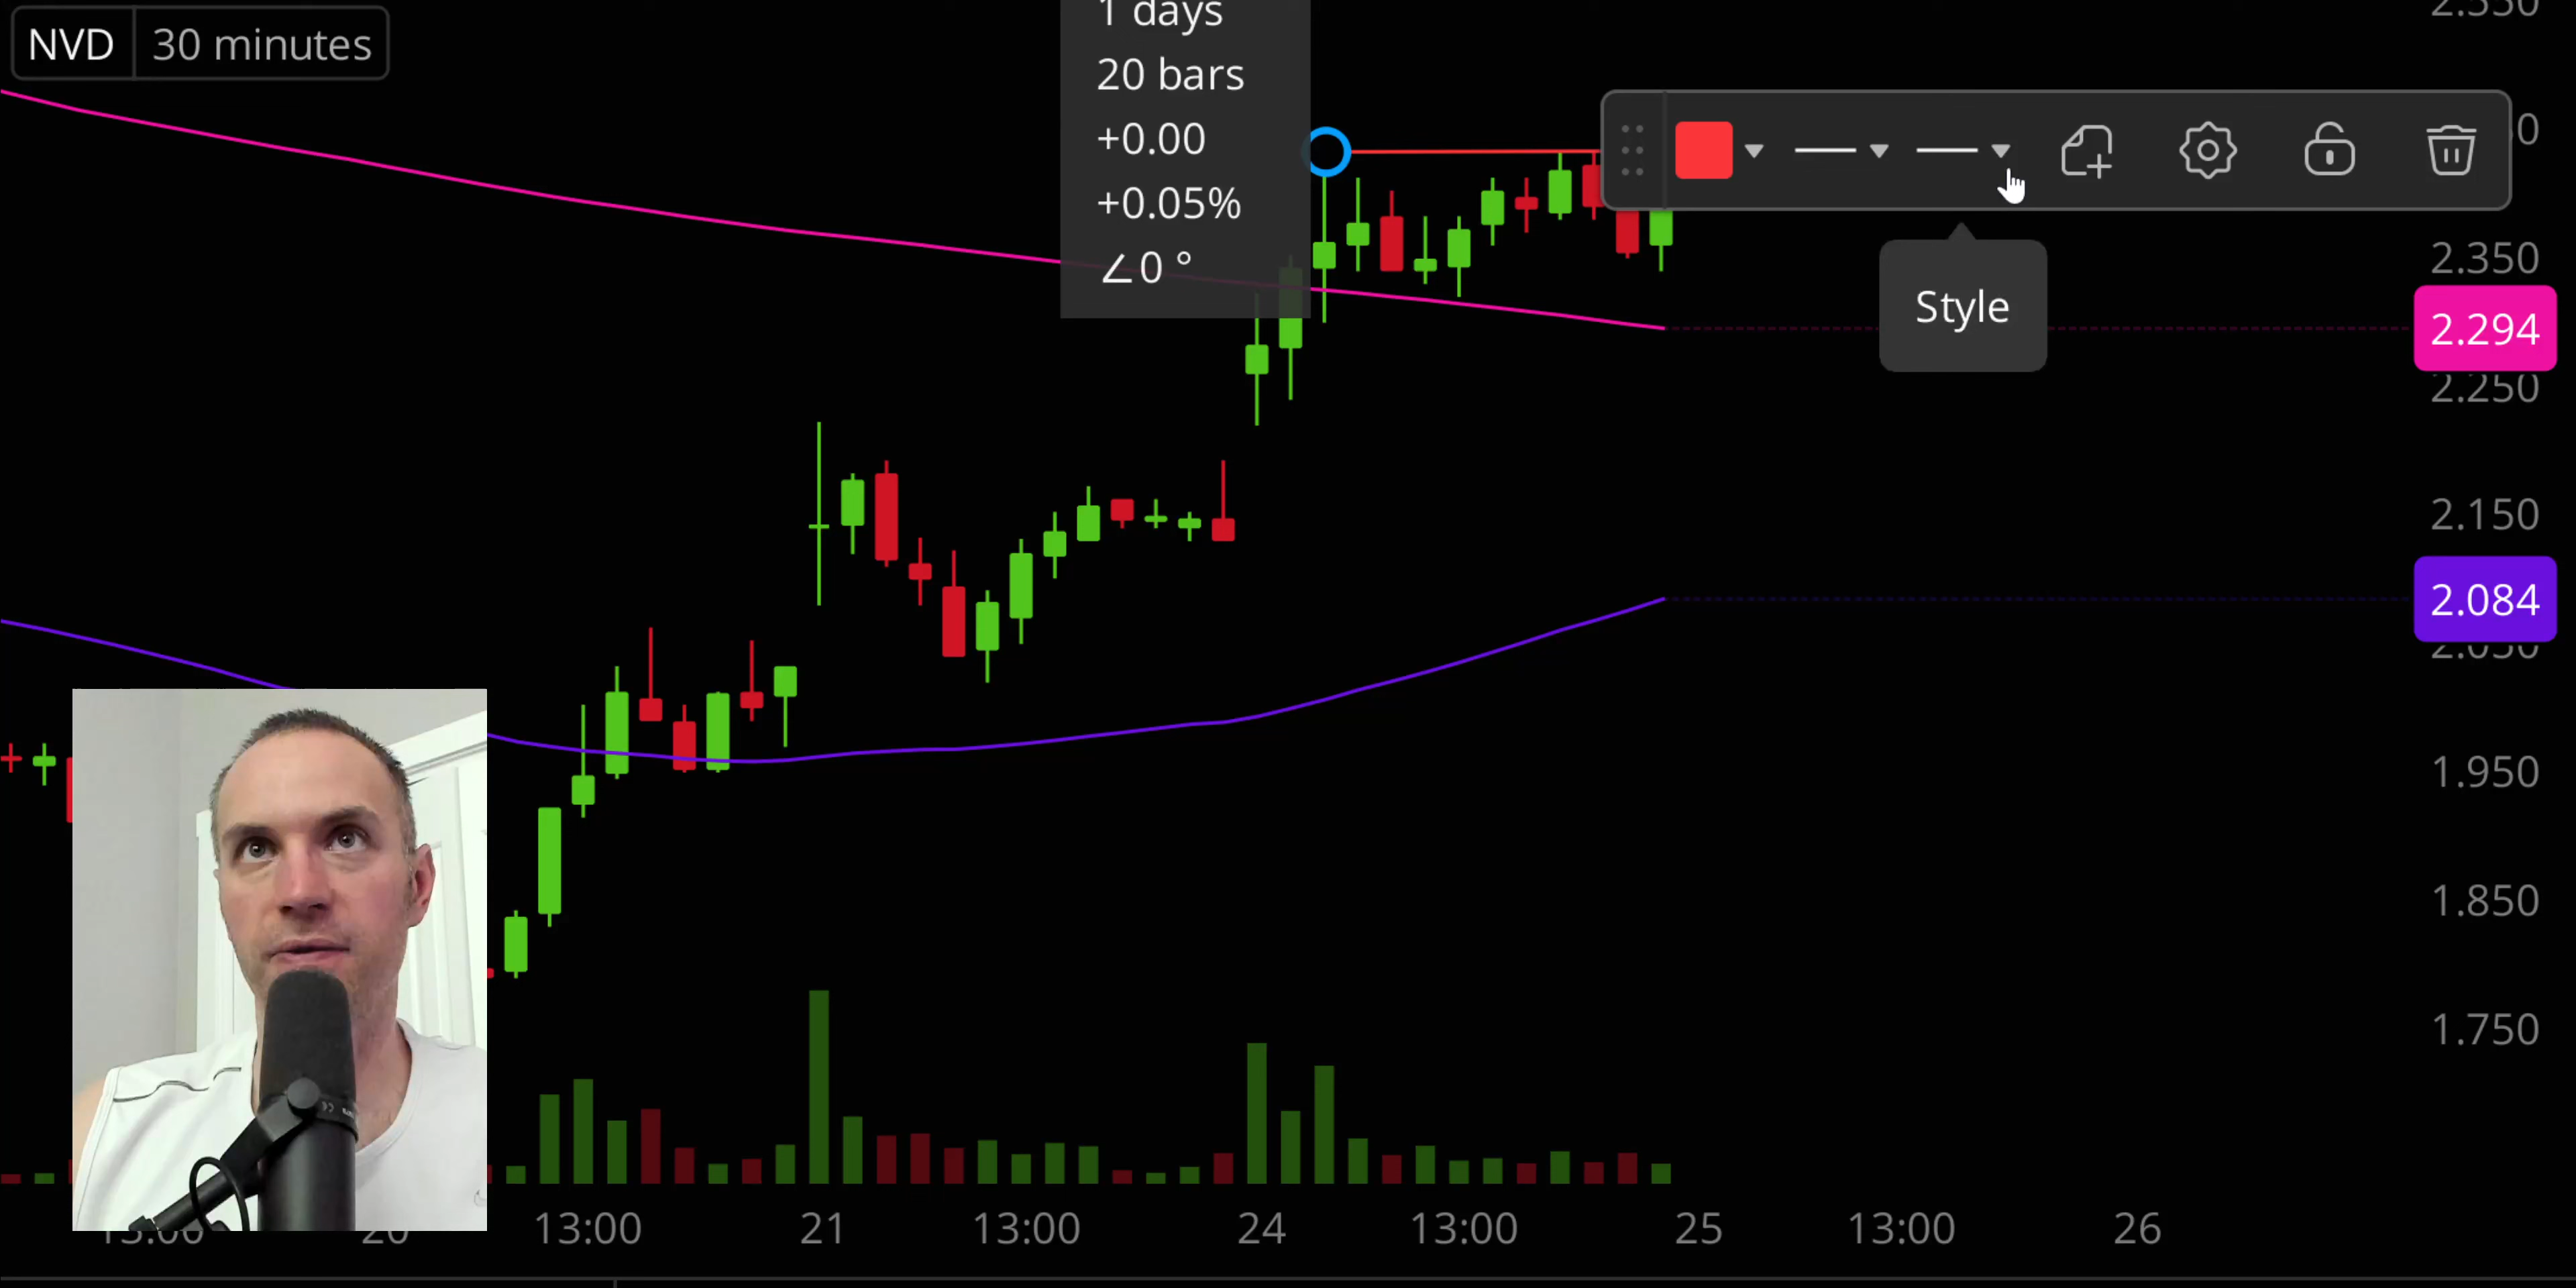 NVD 30 minutes
1 days
20 bars
+0.00
+0.05%
∠0 °
Style
2.350
2.294
2.250
2.150
2.084
1.950
1.850
1.750
13:00 21 13:00 24 13:00 25 13:00 26